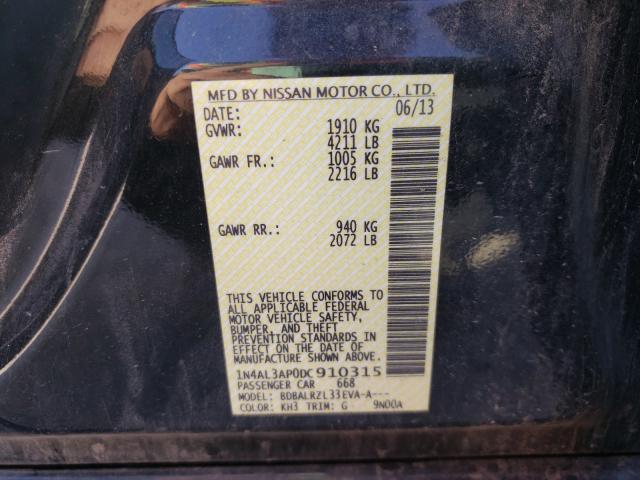 MFD BY NISSAN MOTOR CO., LTD.
DATE: 06/13
GVWR: 1910 KG
4211 LB
GAWR FR.: 1005 KG
2216 LB
GAWR RR.: 940 KG
2072 LB
THIS VEHICLE CONFORMS TO
ALL APPLICABLE FEDERAL
MOTOR VEHICLE SAFETY,
BUMPER, AND THEFT
PREVENTION STANDARDS IN
EFFECT ON THE DATE OF
MANUFACTURE SHOWN ABOVE.
1N4AL3AP0DC910315
PASSENGER CAR 668
MODEL: BDBALRZL33EVA-A---
COLOR: KH3 TRIM: G 9N00A